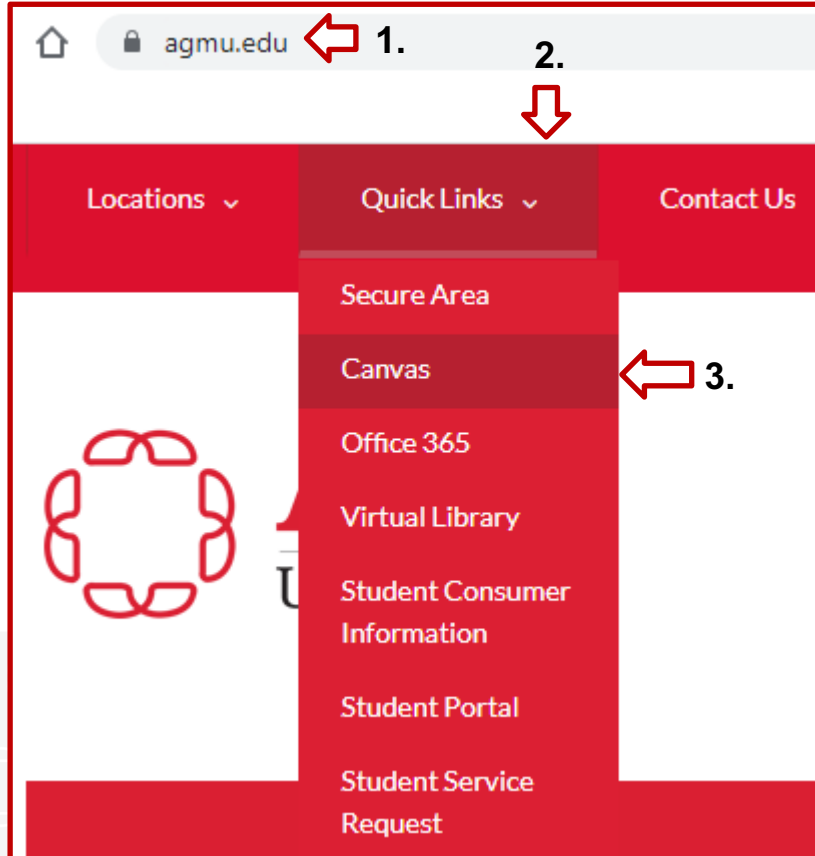 agmu.edu 1.
2.
Locations Quick Links Contact Us
Secure Area
Canvas
3.
Office 365
Virtual Library
Student Consumer
Information
Student Portal
Student Service
Request